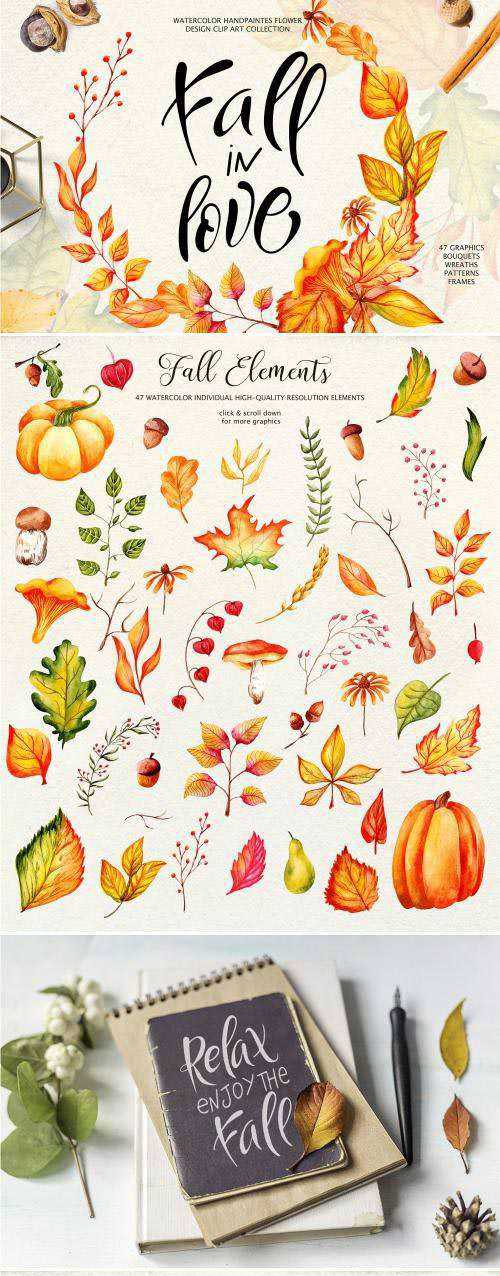 WATERCOLOR HANDPAINTES FLOWER
DESIGN CLIP ART COLLECTION
Fall
IN
love
47 GRAPHICS
BOUQUETS
WREATHS
PATTERNS
FRAMES
Fall Elements
47 WATERCOLOR INDIVIDUAL HIGH-QUALITY-RESOLUTION ELEMENTS
click & scroll down
for more graphics
Relax
ENJOY THE
Fall